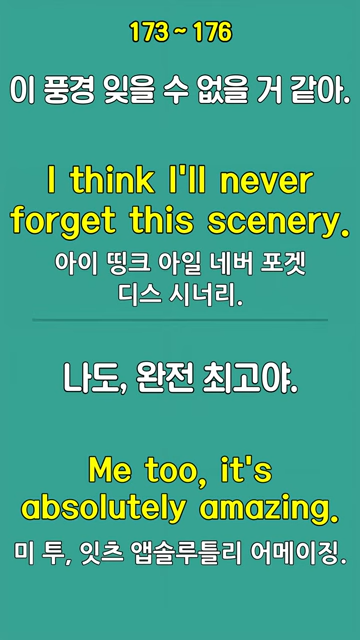 173 ~ 176
이 풍경 잊을 수 없을 거 같아.
I think I'll never
forget this scenery.
아이 띵크 아일 네버 포겟
디스 시너리.
나도, 완전 최고야.
Me too, it's
absolutely amazing.
미 투, 잇츠 앱솔루틀리 어메이징.